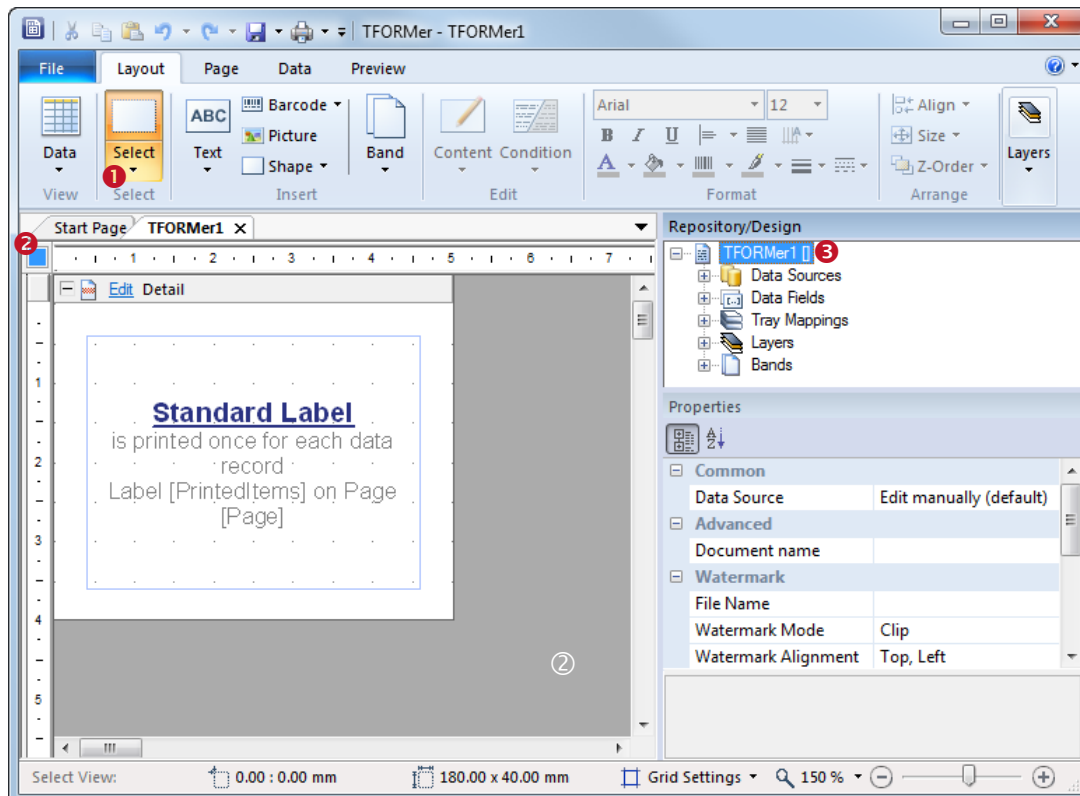 TFORMer - TFORMer1
File Layout Page Data Preview
Data
View
Select
❶
Select
ABC
Text
Barcode
Picture
Shape
Band
Insert
Content Condition
Edit
Arial 12
B I U
A
Format
Align
Size
Z-Order
Arrange
Layers
Start Page TFORMer1
❷
1 2 3 4 5 6 7
Edit Detail
1
2
3
4
5
Standard Label
is printed once for each data
record
Label [PrintedItems] on Page
[Page]
②
Repository/Design
TFORMer1 [] ❸
Data Sources
Data Fields
Tray Mappings
Layers
Bands
Properties
Common
Data Source Edit manually (default)
Advanced
Document name
Watermark
File Name
Watermark Mode Clip
Watermark Alignment Top, Left
Select View: 0.00 : 0.00 mm 180.00 x 40.00 mm Grid Settings 150 %